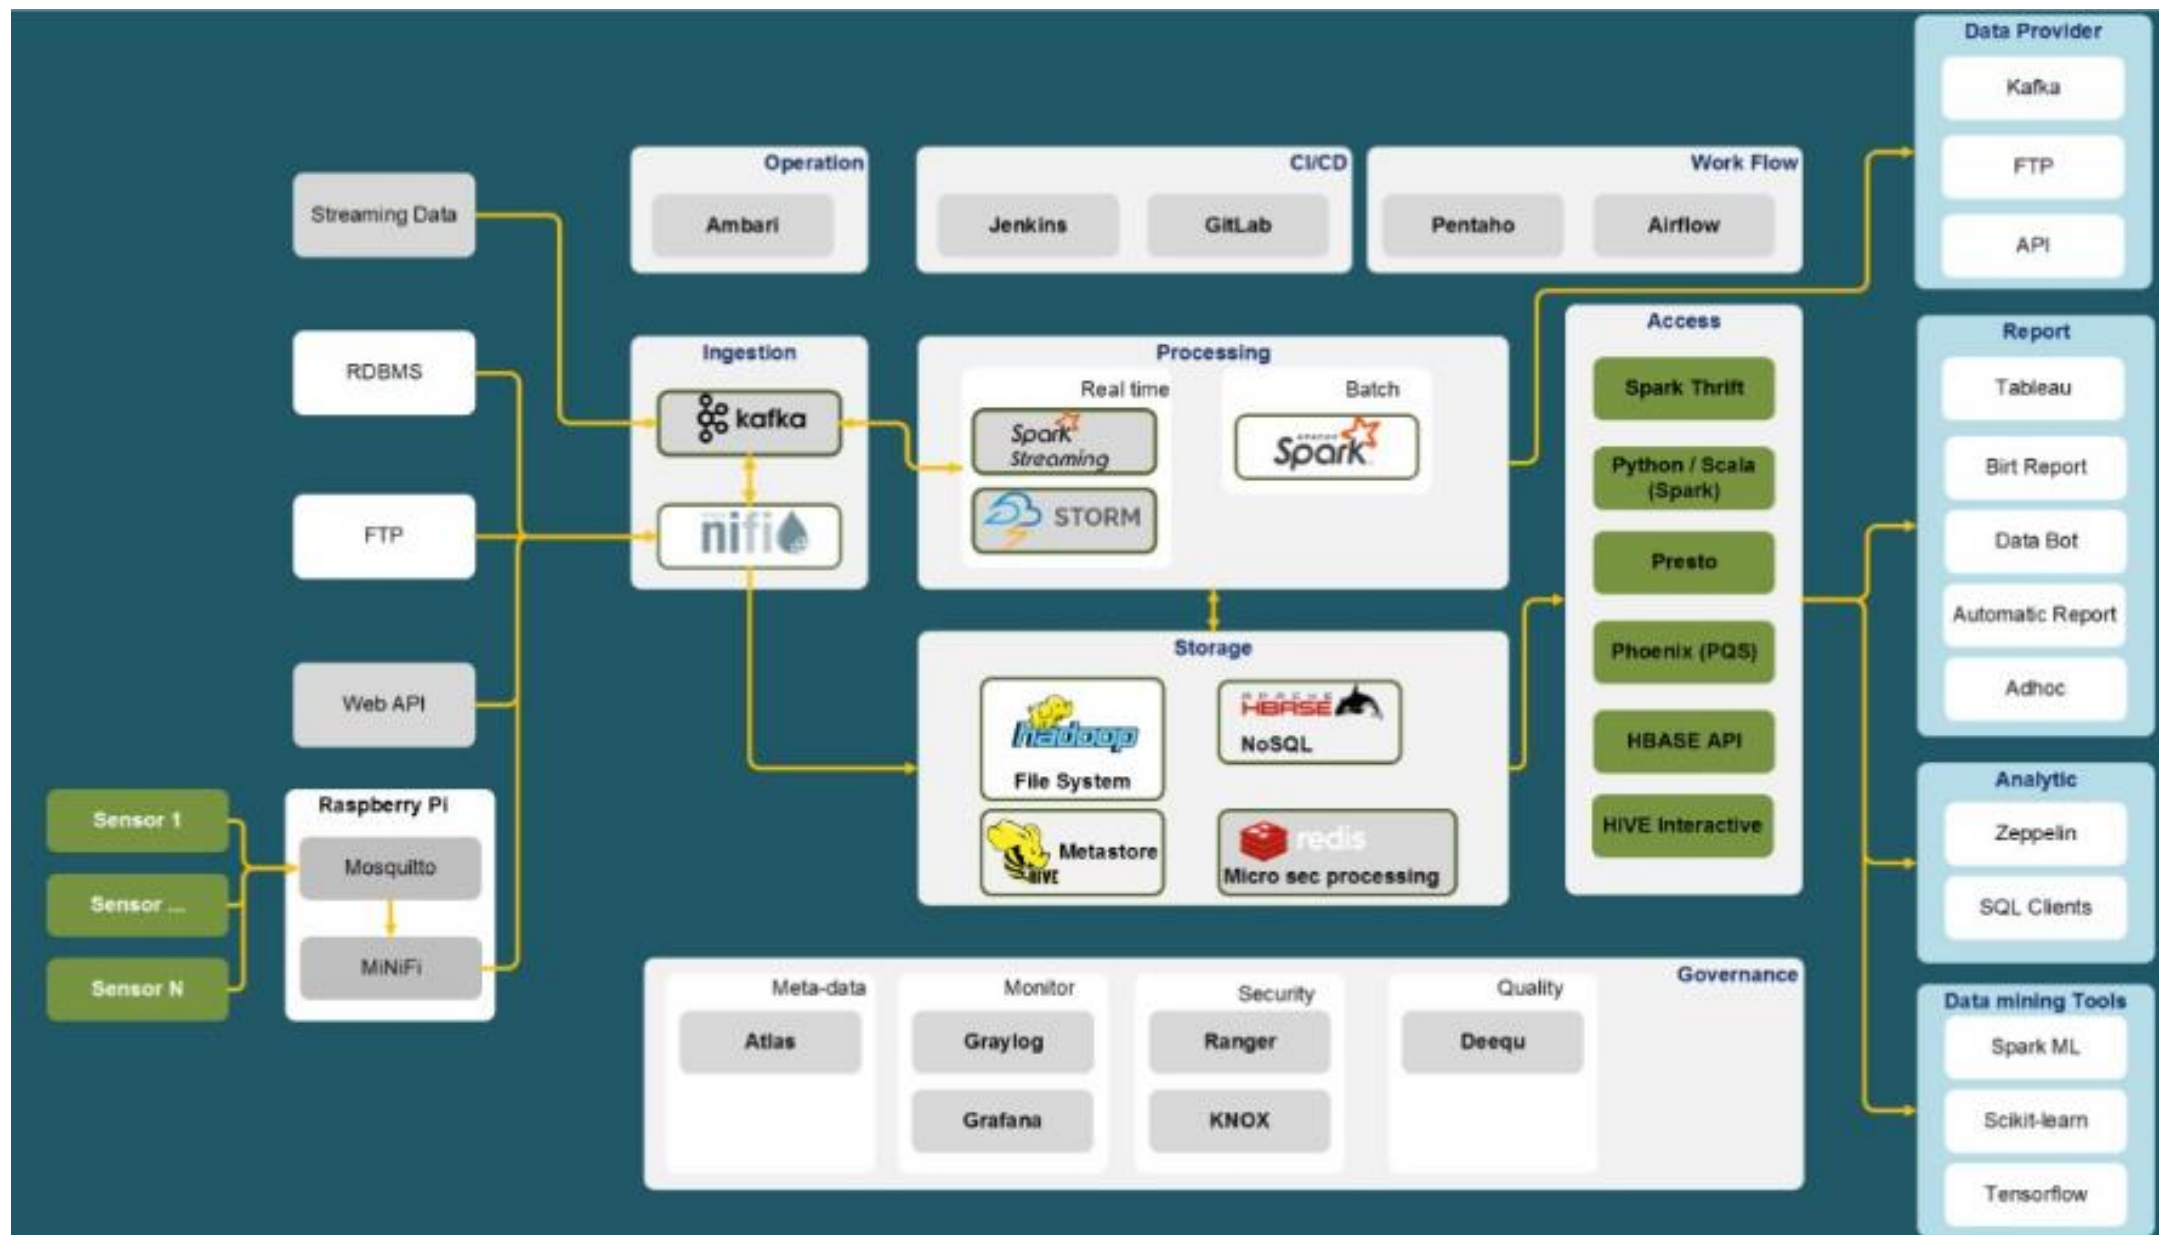 Data Provider
Kafka
FTP
API
Operation
Ambari
CI/CD
Jenkins
GitLab
Work Flow
Pentaho
Airflow
Streaming Data
RDBMS
FTP
Web API
Sensor 1
Sensor ...
Sensor N
Raspberry Pi
Mosquitto
MiNiFi
Ingestion
kafka
nifi
Processing
Real time
Spark
Streaming
STORM
Batch
APACHE
Spark
Storage
hadoop
File System
APACHE
HBASE
NoSQL
HIVE
Metastore
redis
Micro sec processing
Access
Spark Thrift
Python / Scala
(Spark)
Presto
Phoenix (PQS)
HBASE API
HIVE Interactive
Report
Tableau
Birt Report
Data Bot
Automatic Report
Adhoc
Analytic
Zeppelin
SQL Clients
Data mining Tools
Spark ML
Scikit-learn
Tensorflow
Governance
Meta-data
Atlas
Monitor
Graylog
Grafana
Security
Ranger
KNOX
Quality
Deequ